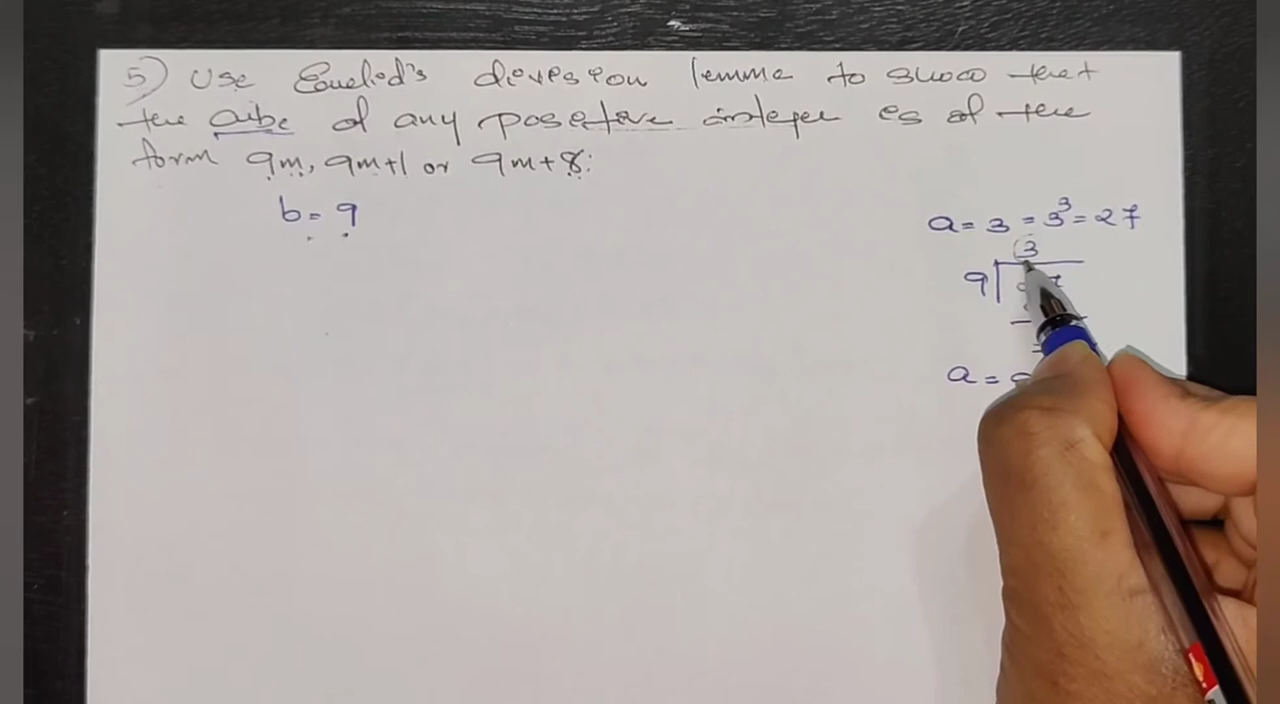 5) Use Euclid's division lemma to show that
the cube of any positive integer is of the
form 9m, 9m+1 or 9m+8.
b = 9
a = 3 = 3³ = 27
3
9
a =